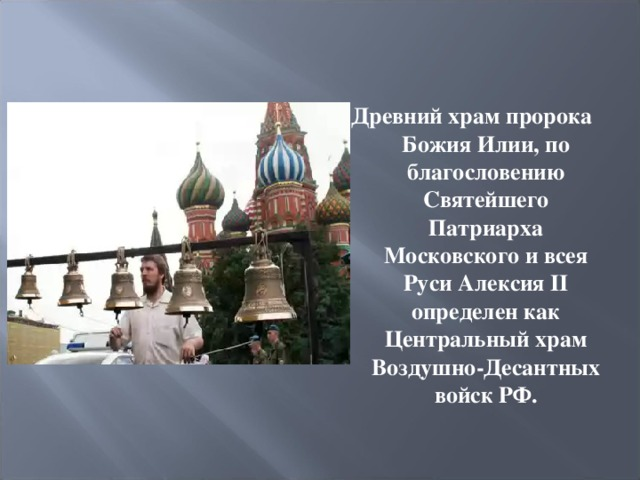 Древний храм пророка
Божия Илии, по
благословению
Святейшего
Патриарха
Московского и всея
Руси Алексия II
определен как
Центральный храм
Воздушно-Десантных
войск РФ.